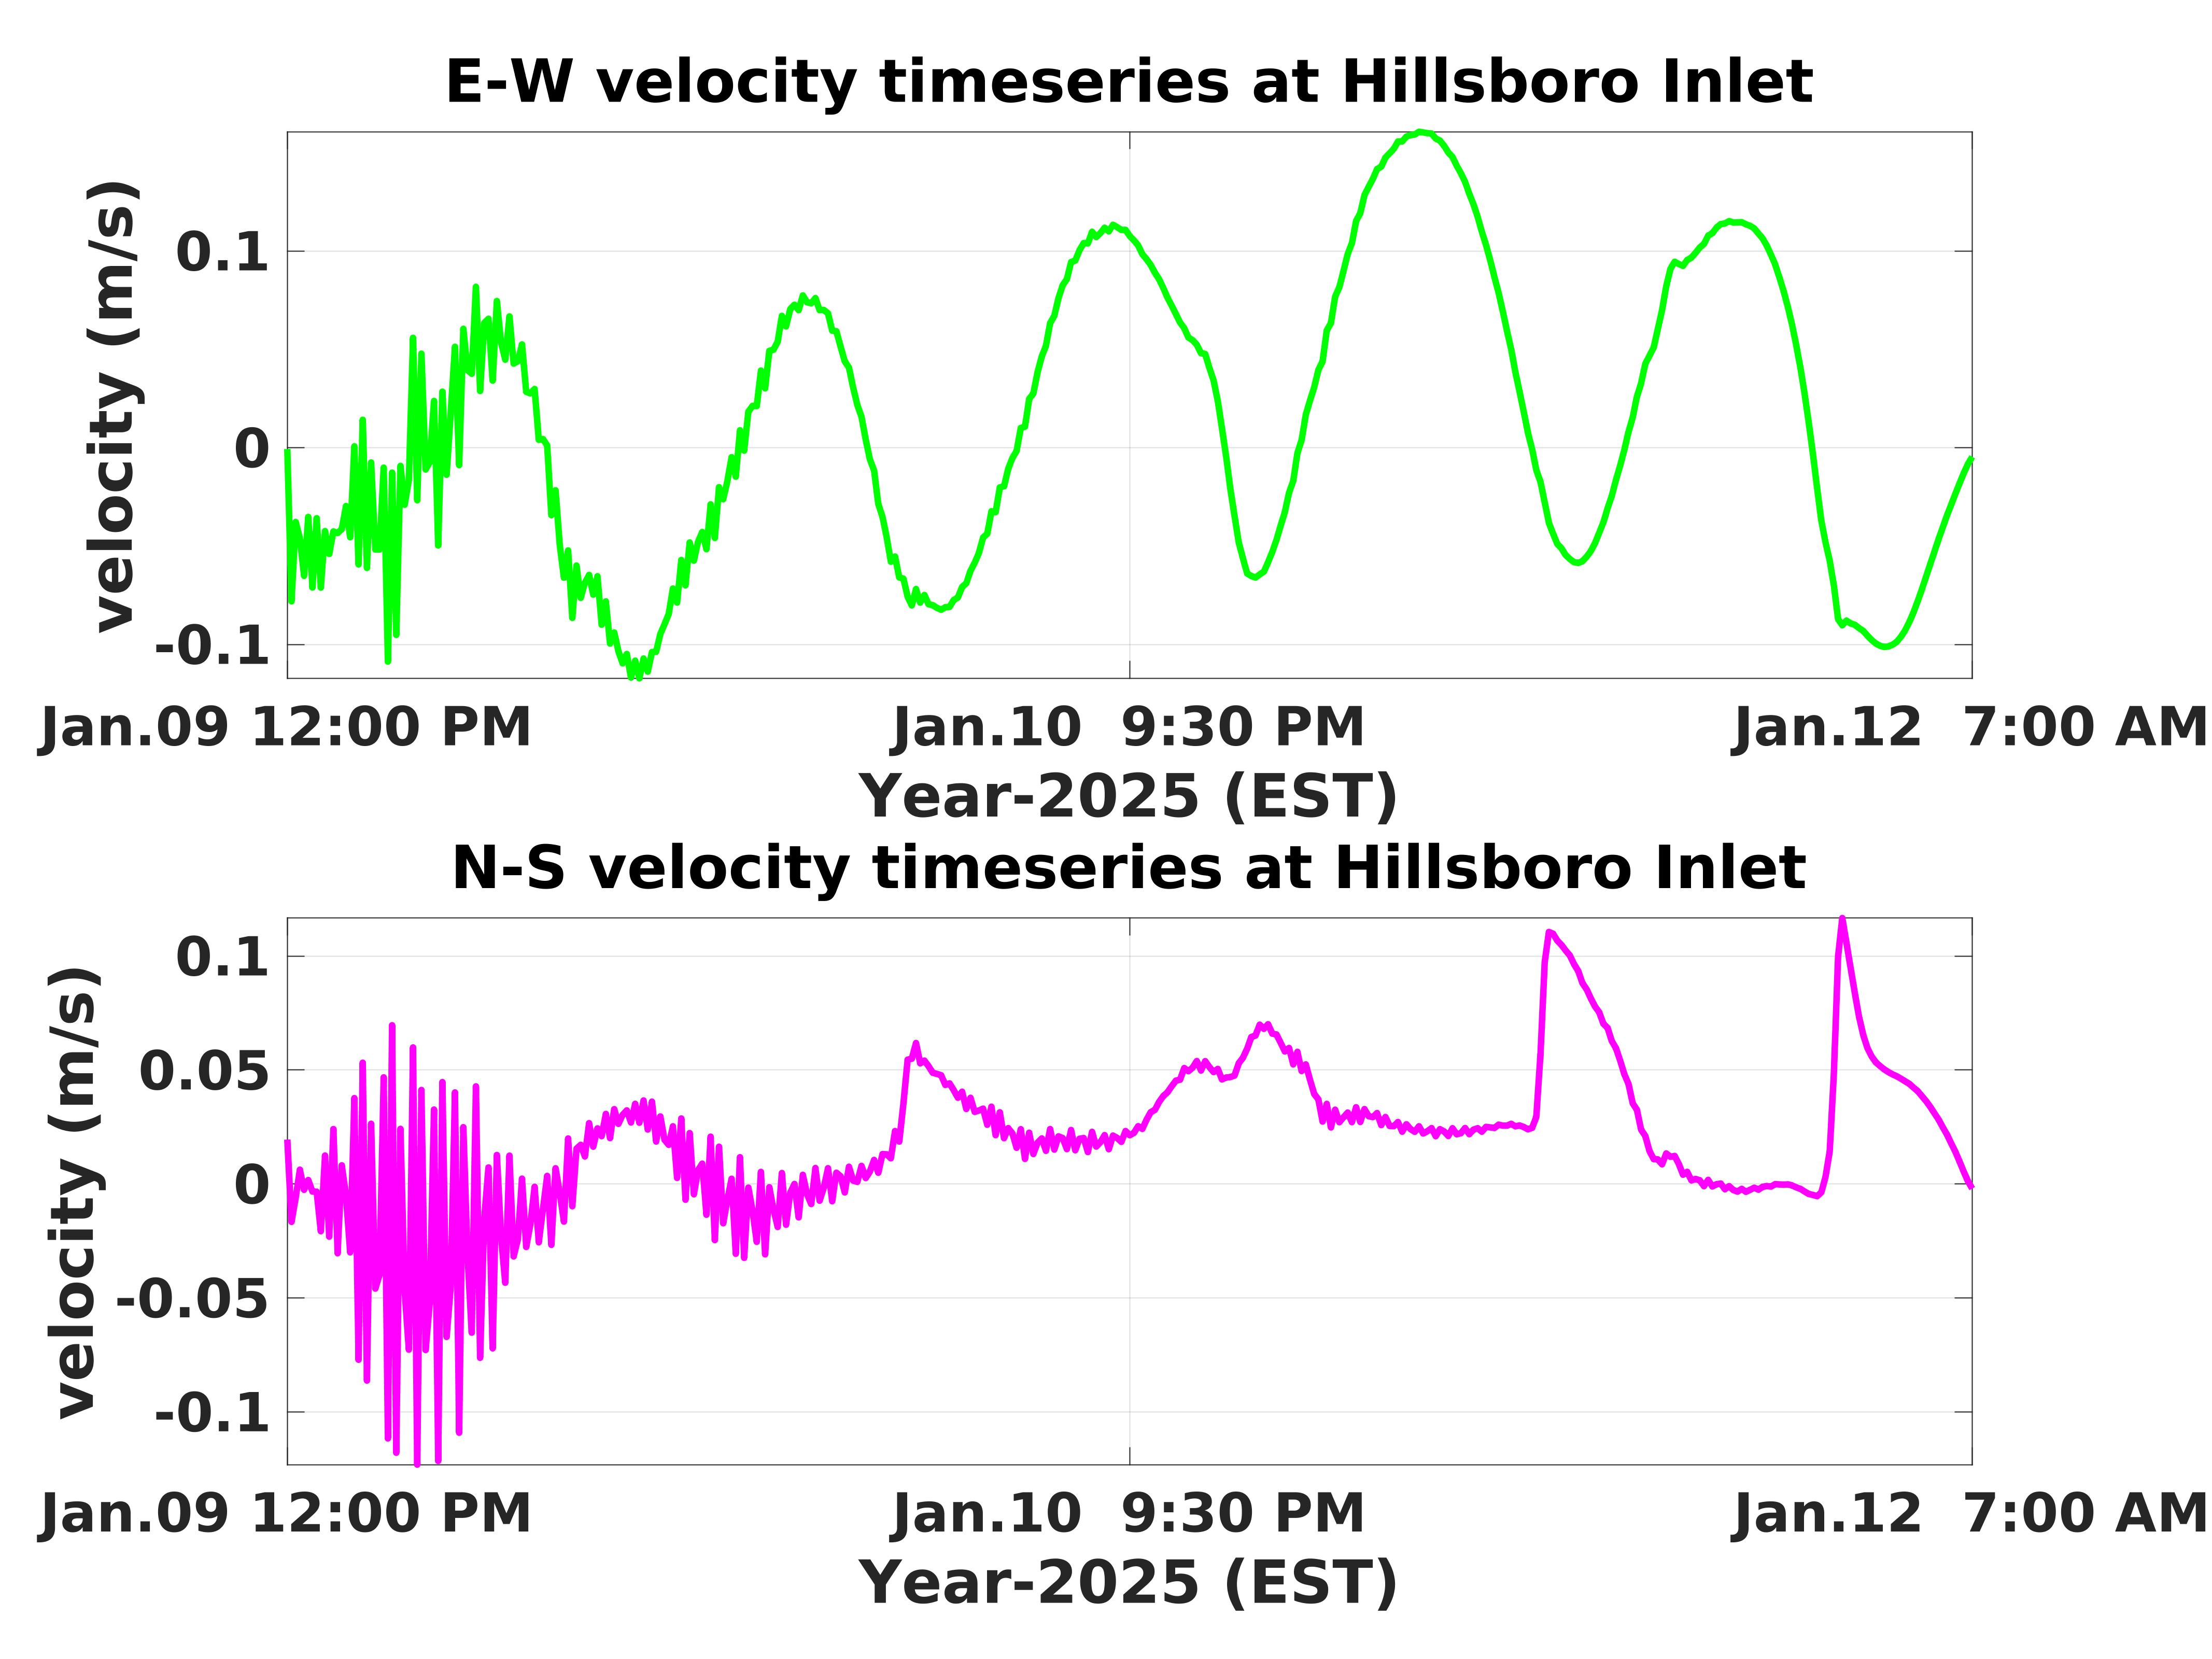 E-W velocity timeseries at Hillsboro Inlet
velocity (m/s)
0.1
0
-0.1
Jan.09 12:00 PM Jan.10 9:30 PM Jan.12 7:00 AM
Year-2025 (EST)
N-S velocity timeseries at Hillsboro Inlet
velocity (m/s)
0.1
0.05
0
-0.05
-0.1
Jan.09 12:00 PM Jan.10 9:30 PM Jan.12 7:00 AM
Year-2025 (EST)